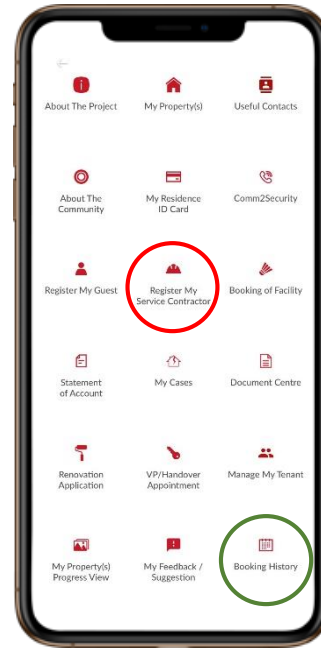 About The Project
My Property(s)
Useful Contacts
About The
Community
My Residence
ID Card
Comm2Security
Register My Guest
Register My
Service Contractor
Booking of Facility
Statement
of Account
My Cases
Document Centre
Renovation
Application
VP/Handover
Appointment
Manage My Tenant
My Property(s)
Progress View
My Feedback /
Suggestion
Booking History